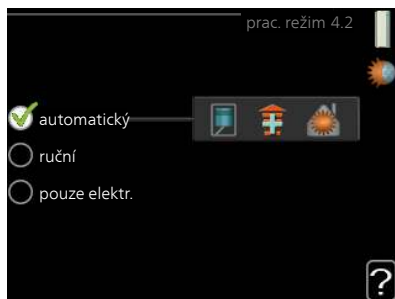 prac. režim 4.2
automatický
ruční
pouze elektr.
?